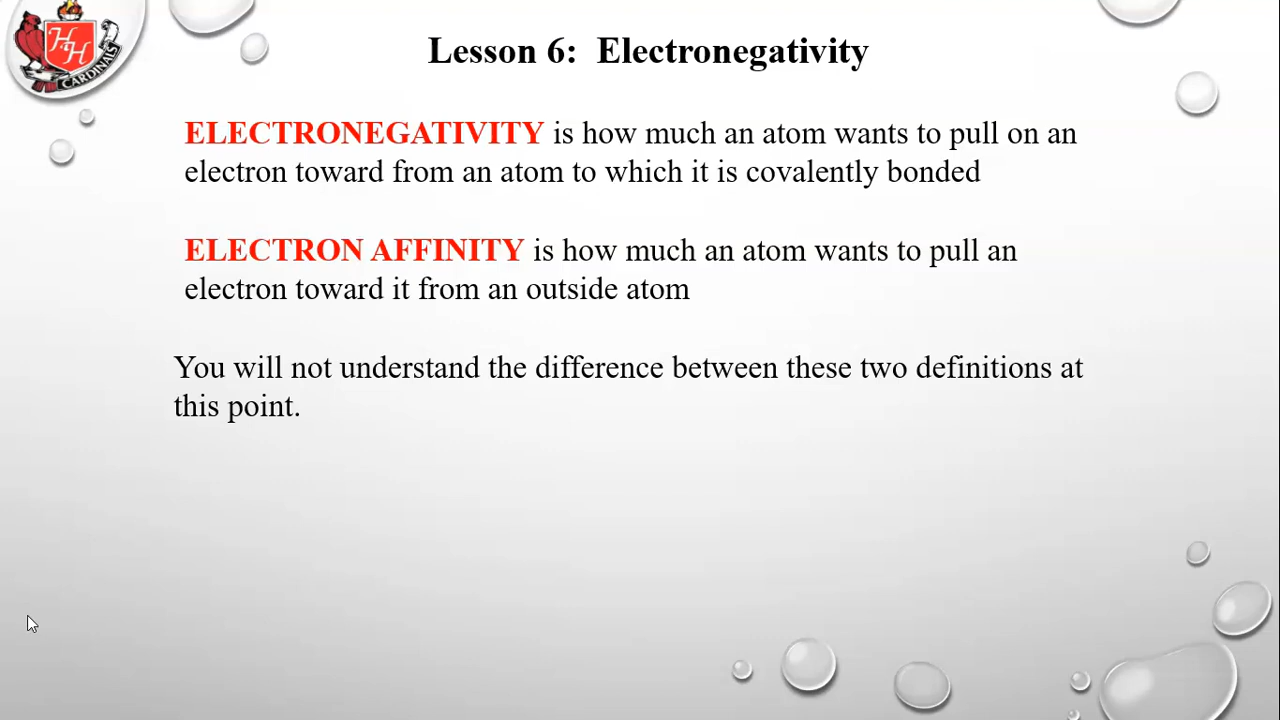 HH
CARDINALS
Lesson 6: Electronegativity
ELECTRONEGATIVITY is how much an atom wants to pull on an
electron toward from an atom to which it is covalently bonded
ELECTRON AFFINITY is how much an atom wants to pull an
electron toward it from an outside atom
You will not understand the difference between these two definitions at
this point.